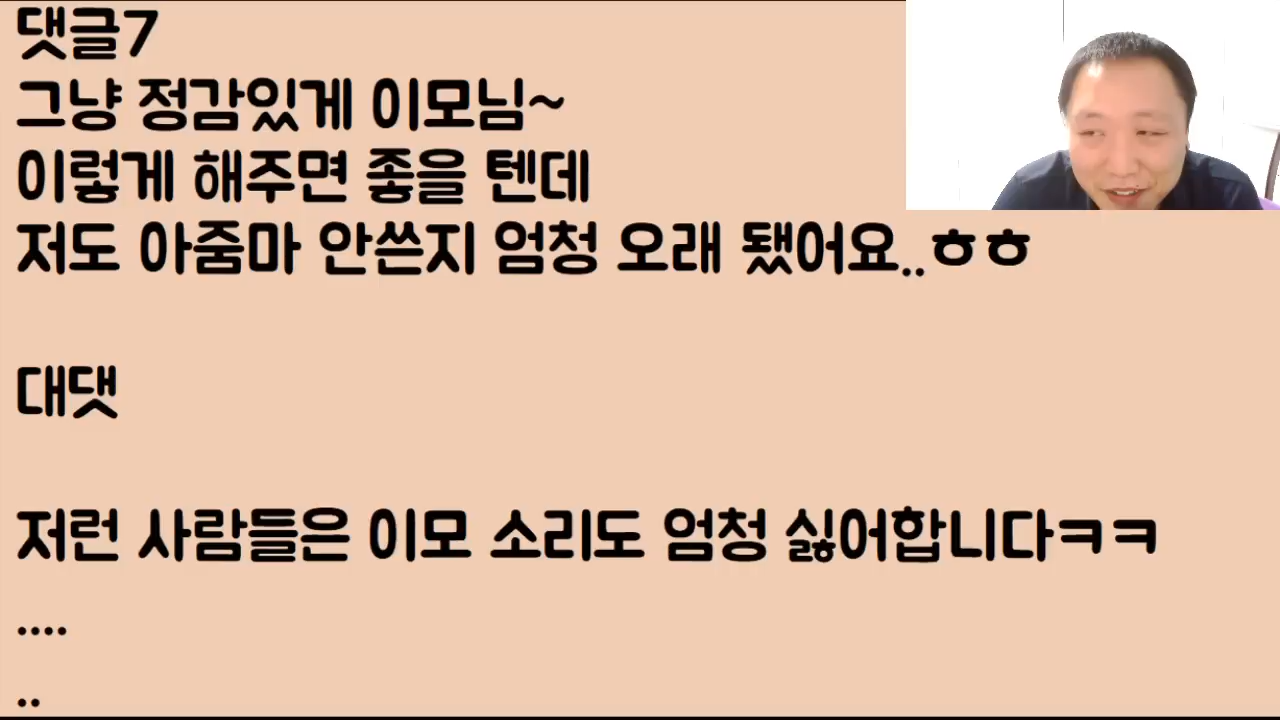 댓글7
그냥 정감있게 이모님~
이렇게 해주면 좋을 텐데
저도 아줌마 안쓴지 엄청 오래 됐어요..ㅎㅎ
대댓
저런 사람들은 이모 소리도 엄청 싫어합니다ㅋㅋ
....
..